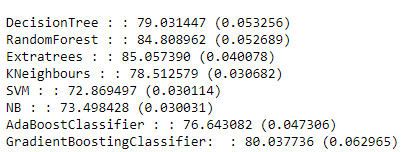 DecisionTree : : 79.031447 (0.053256)
RandomForest : : 84.808962 (0.052689)
Extratrees : : 85.057390 (0.040078)
KNeighbours : : 78.512579 (0.030682)
SVM : : 72.869497 (0.030114)
NB : : 73.498428 (0.030031)
AdaBoostClassifier : : 76.643082 (0.047306)
GradientBoostingClassifier:  : 80.037736 (0.062965)